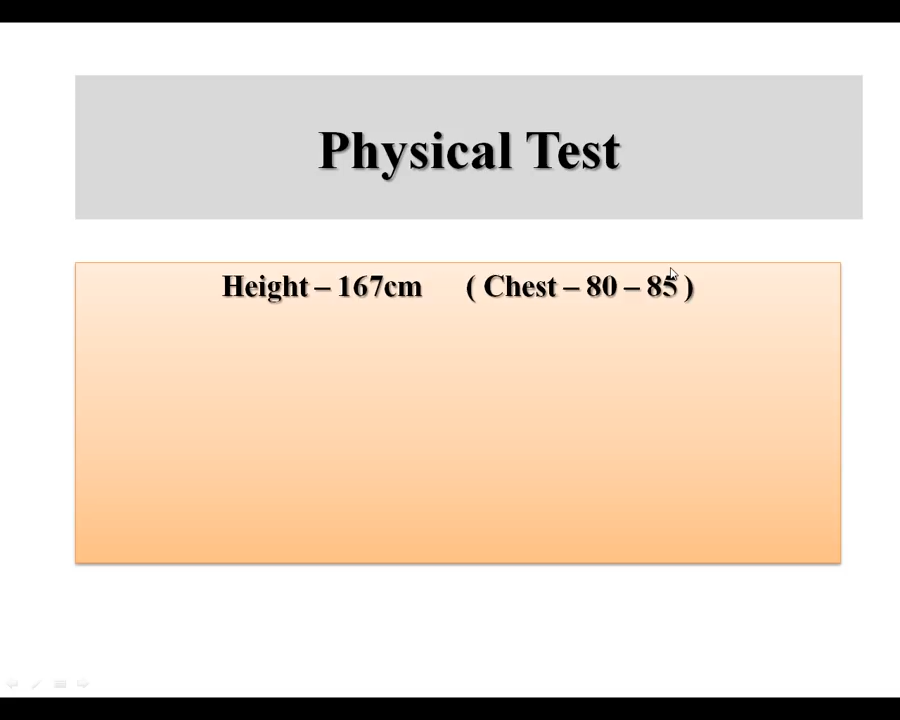 Physical Test
Height – 167cm ( Chest – 80 – 85 )